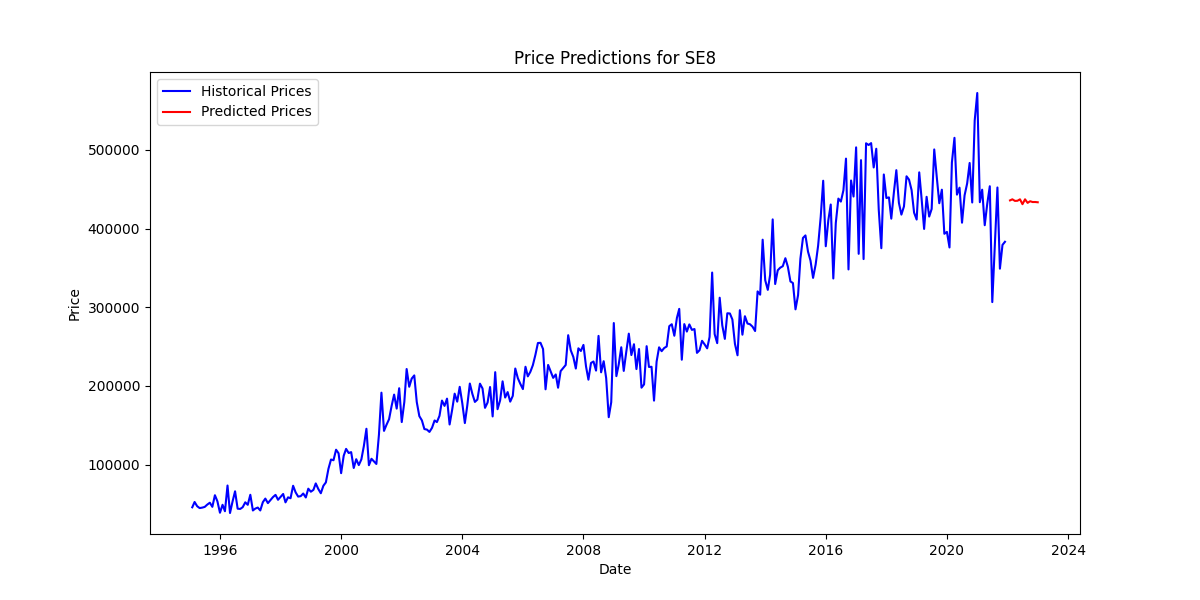 Price Predictions for SE8
Historical Prices
Predicted Prices
500000
400000
300000
200000
100000
Price
1996 2000 2004 2008 2012 2016 2020 2024
Date